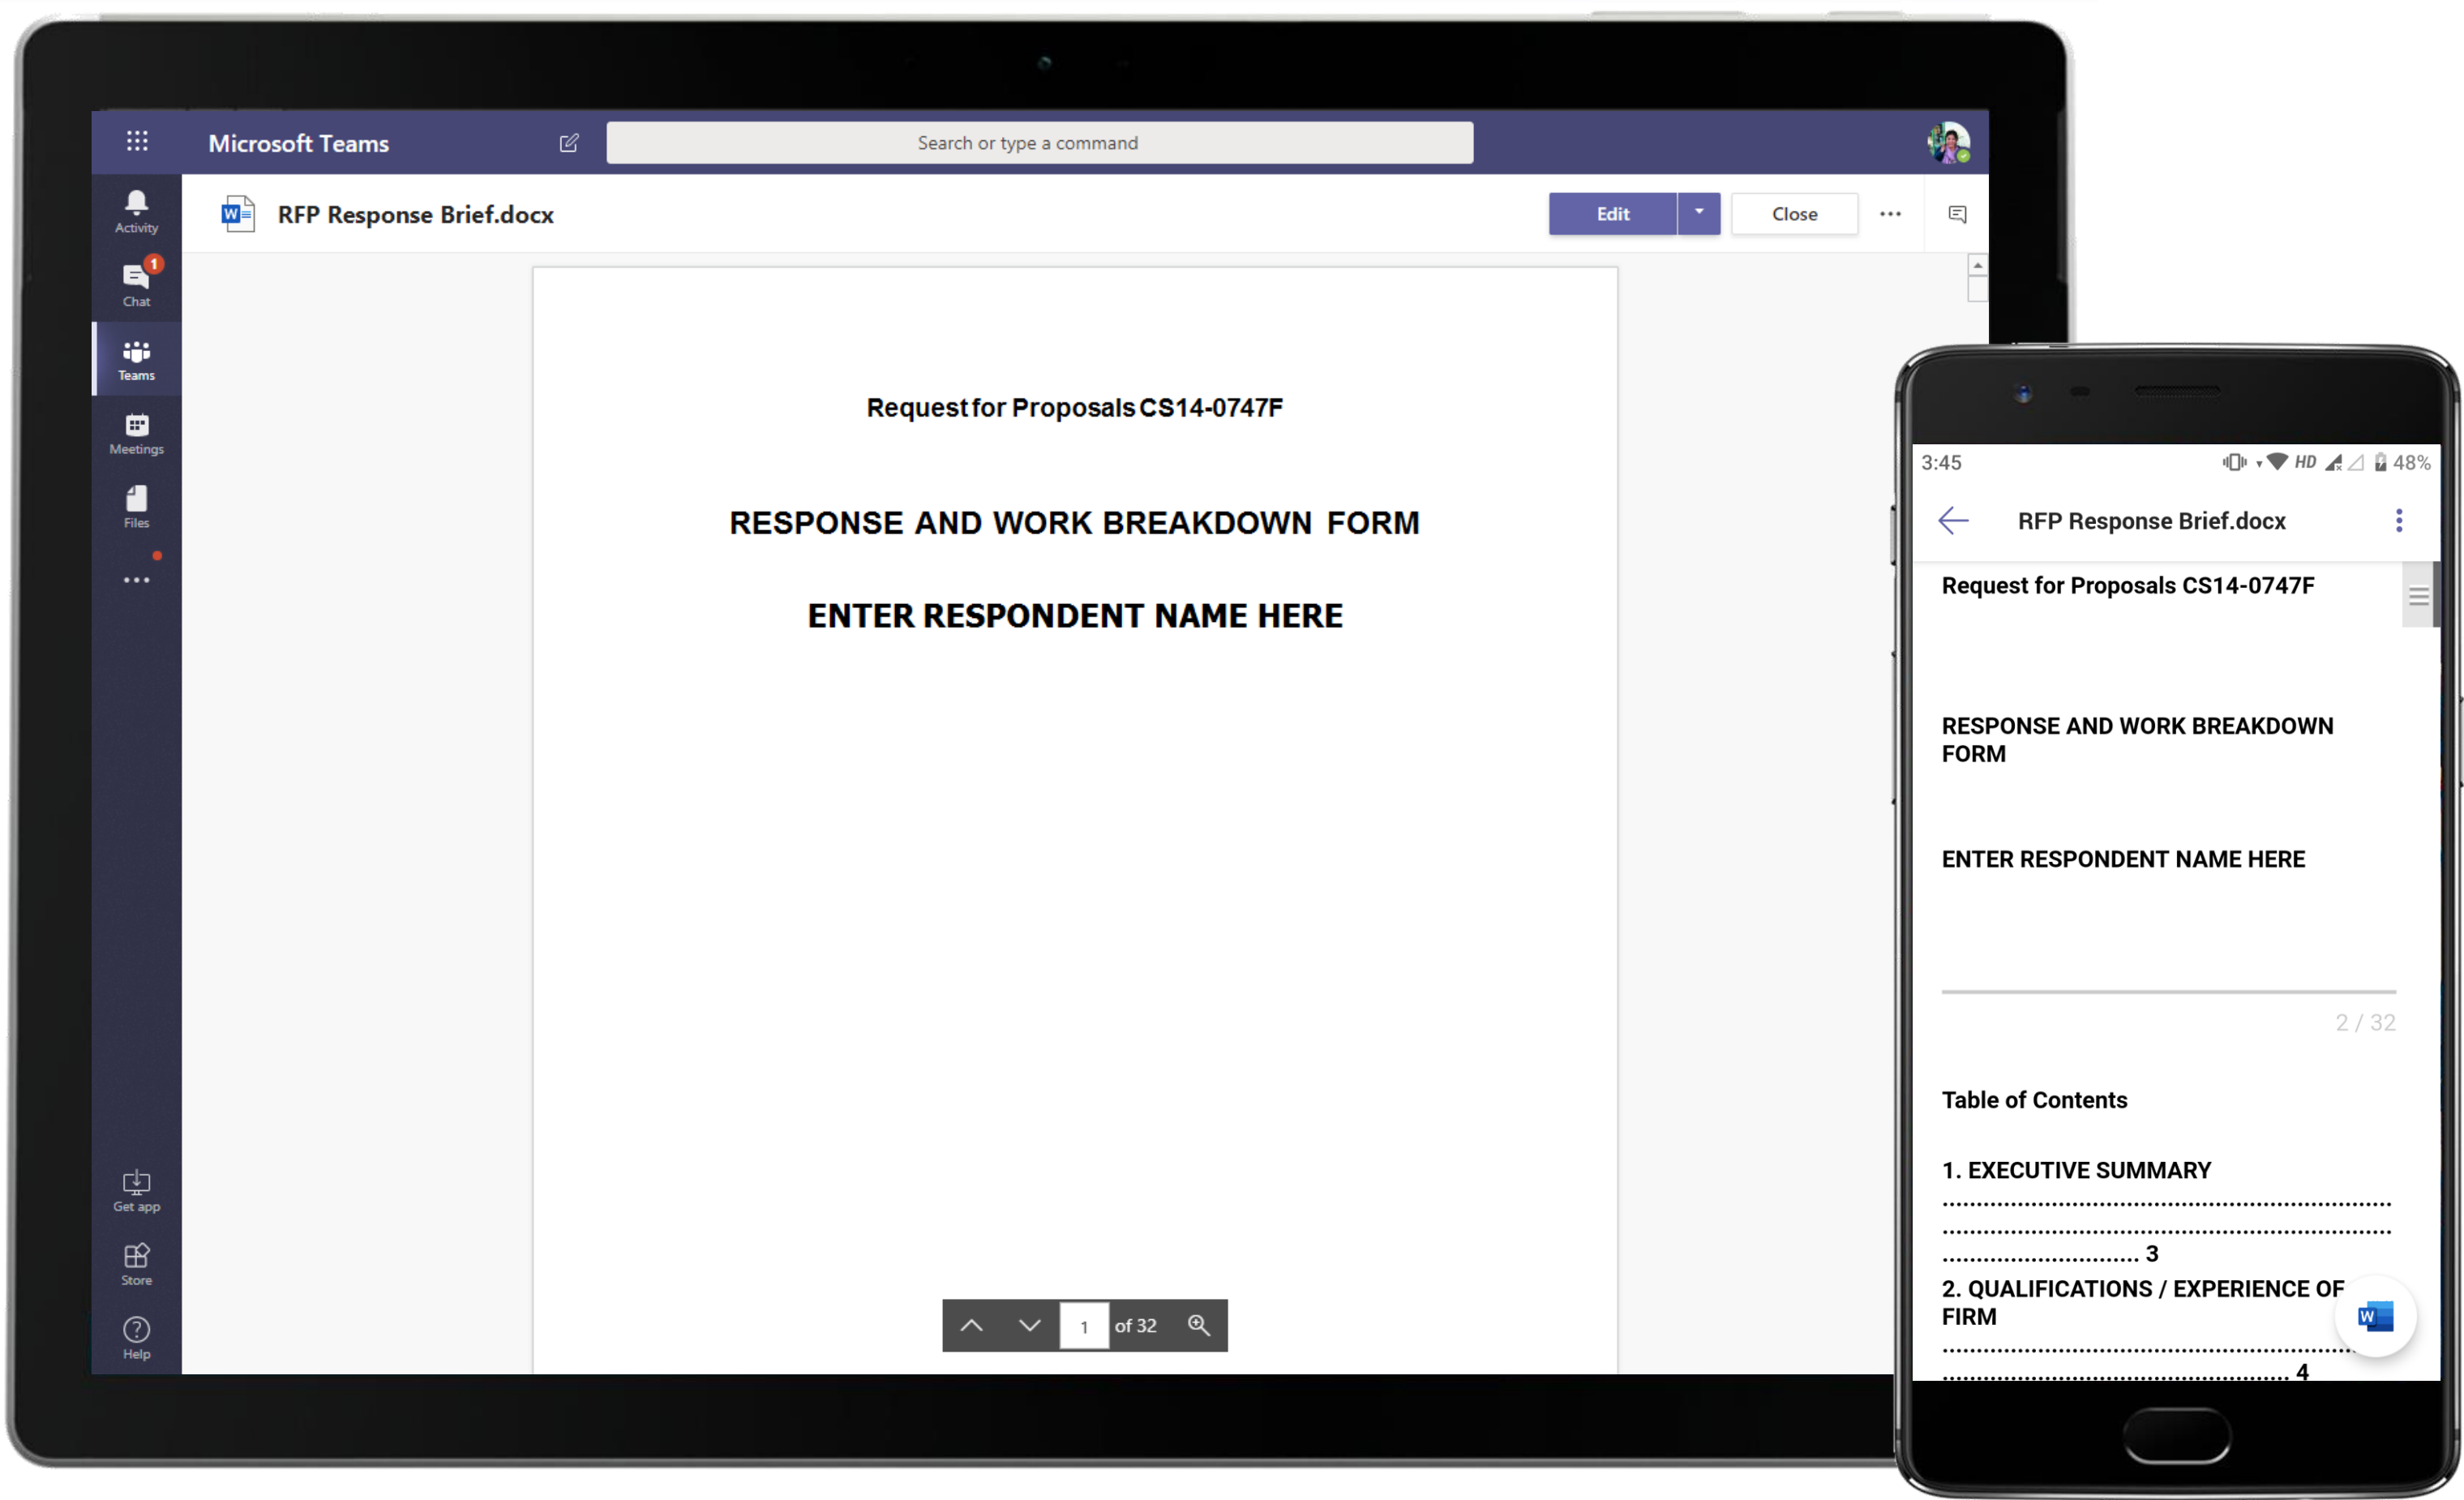 Microsoft Teams
Search or type a command
Activity
1
Chat
Teams
Meetings
Files
Get app
Store
Help
W
RFP Response Brief.docx
Edit
Close
Request for Proposals CS14-0747F
RESPONSE AND WORK BREAKDOWN FORM
ENTER RESPONDENT NAME HERE
1 of 32
3:45
HD
48%
RFP Response Brief.docx
Request for Proposals CS14-0747F
RESPONSE AND WORK BREAKDOWN
FORM
ENTER RESPONDENT NAME HERE
2 / 32
Table of Contents
1. EXECUTIVE SUMMARY
..................................................................
..................................................................
............................. 3
2. QUALIFICATIONS / EXPERIENCE OF
FIRM
.............................................................
................................................... 4
W